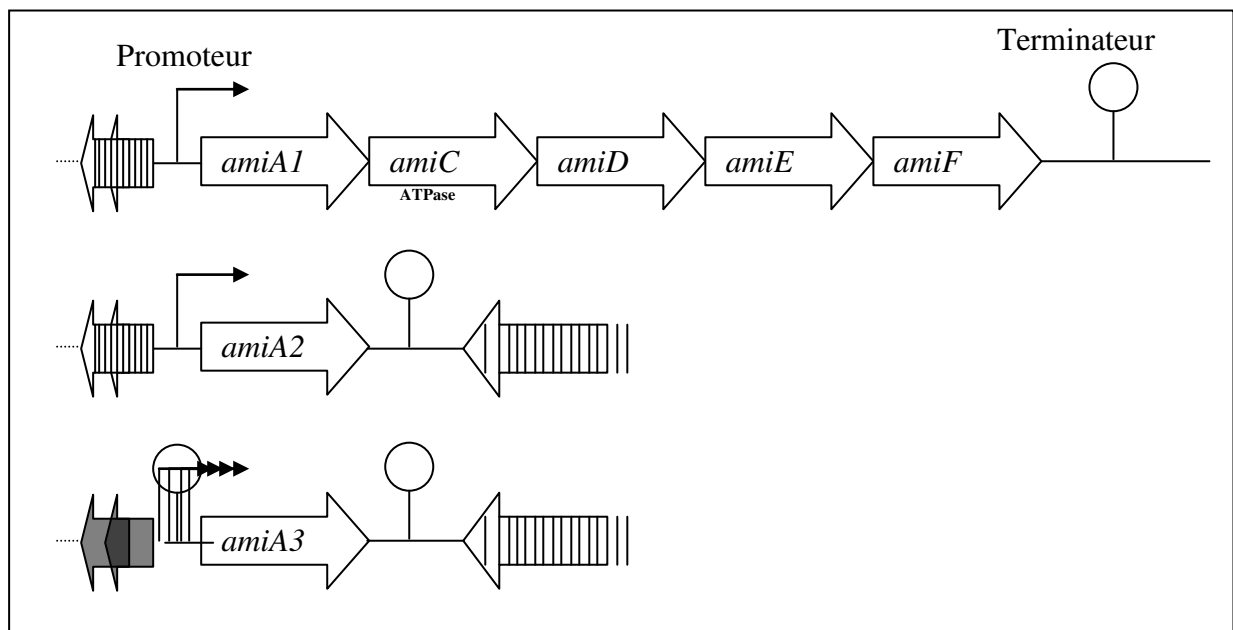 Promoteur
Terminateur
amiA1 amiC amiD amiE amiF
ATPase
amiA2
amiA3